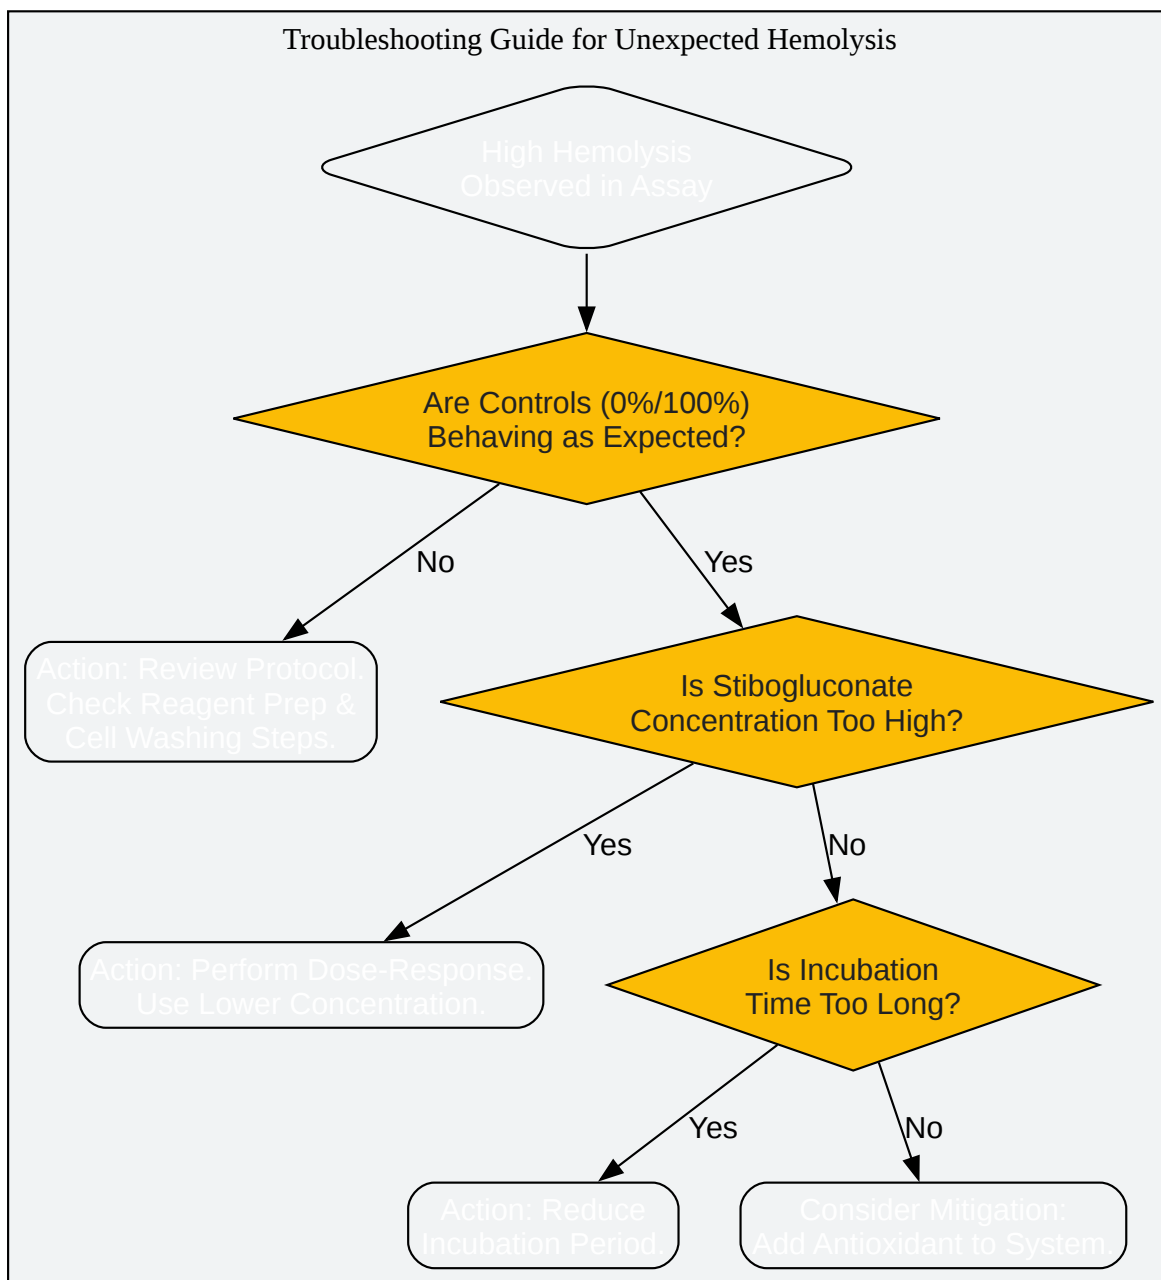 Troubleshooting Guide for Unexpected Hemolysis
High Hemolysis
Observed in Assay
Are Controls (0%/100%)
Behaving as Expected?
No
Yes
Action: Review Protocol.
Check Reagent Prep &
Cell Washing Steps.
Is Stibogluconate
Concentration Too High?
Yes
No
Action: Perform Dose-Response.
Use Lower Concentration.
Is Incubation
Time Too Long?
Yes
No
Action: Reduce
Incubation Period.
Consider Mitigation:
Add Antioxidant to System.